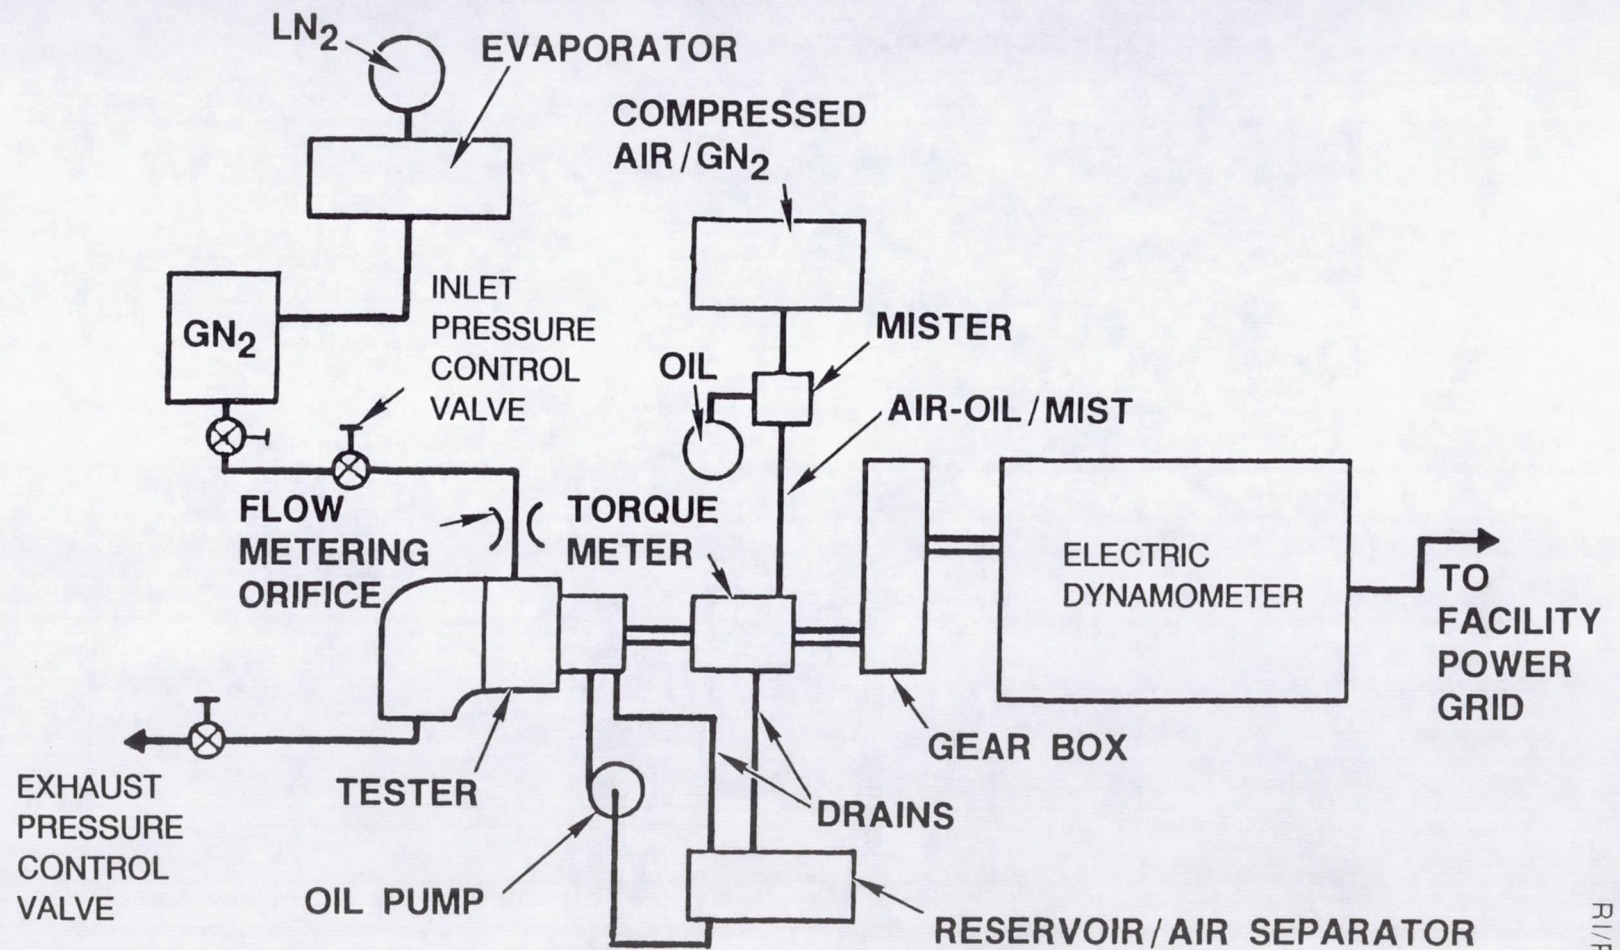 LN2
EVAPORATOR
COMPRESSED
AIR/GN2
INLET
PRESSURE
CONTROL
VALVE
GN2
MISTER
OIL
AIR-OIL/MIST
FLOW
METERING
ORIFICE
TORQUE
METER
ELECTRIC
DYNAMOMETER
TO
FACILITY
POWER
GRID
GEAR BOX
EXHAUST
PRESSURE
CONTROL
VALVE
TESTER
DRAINS
OIL PUMP
RESERVOIR/AIR SEPARATOR